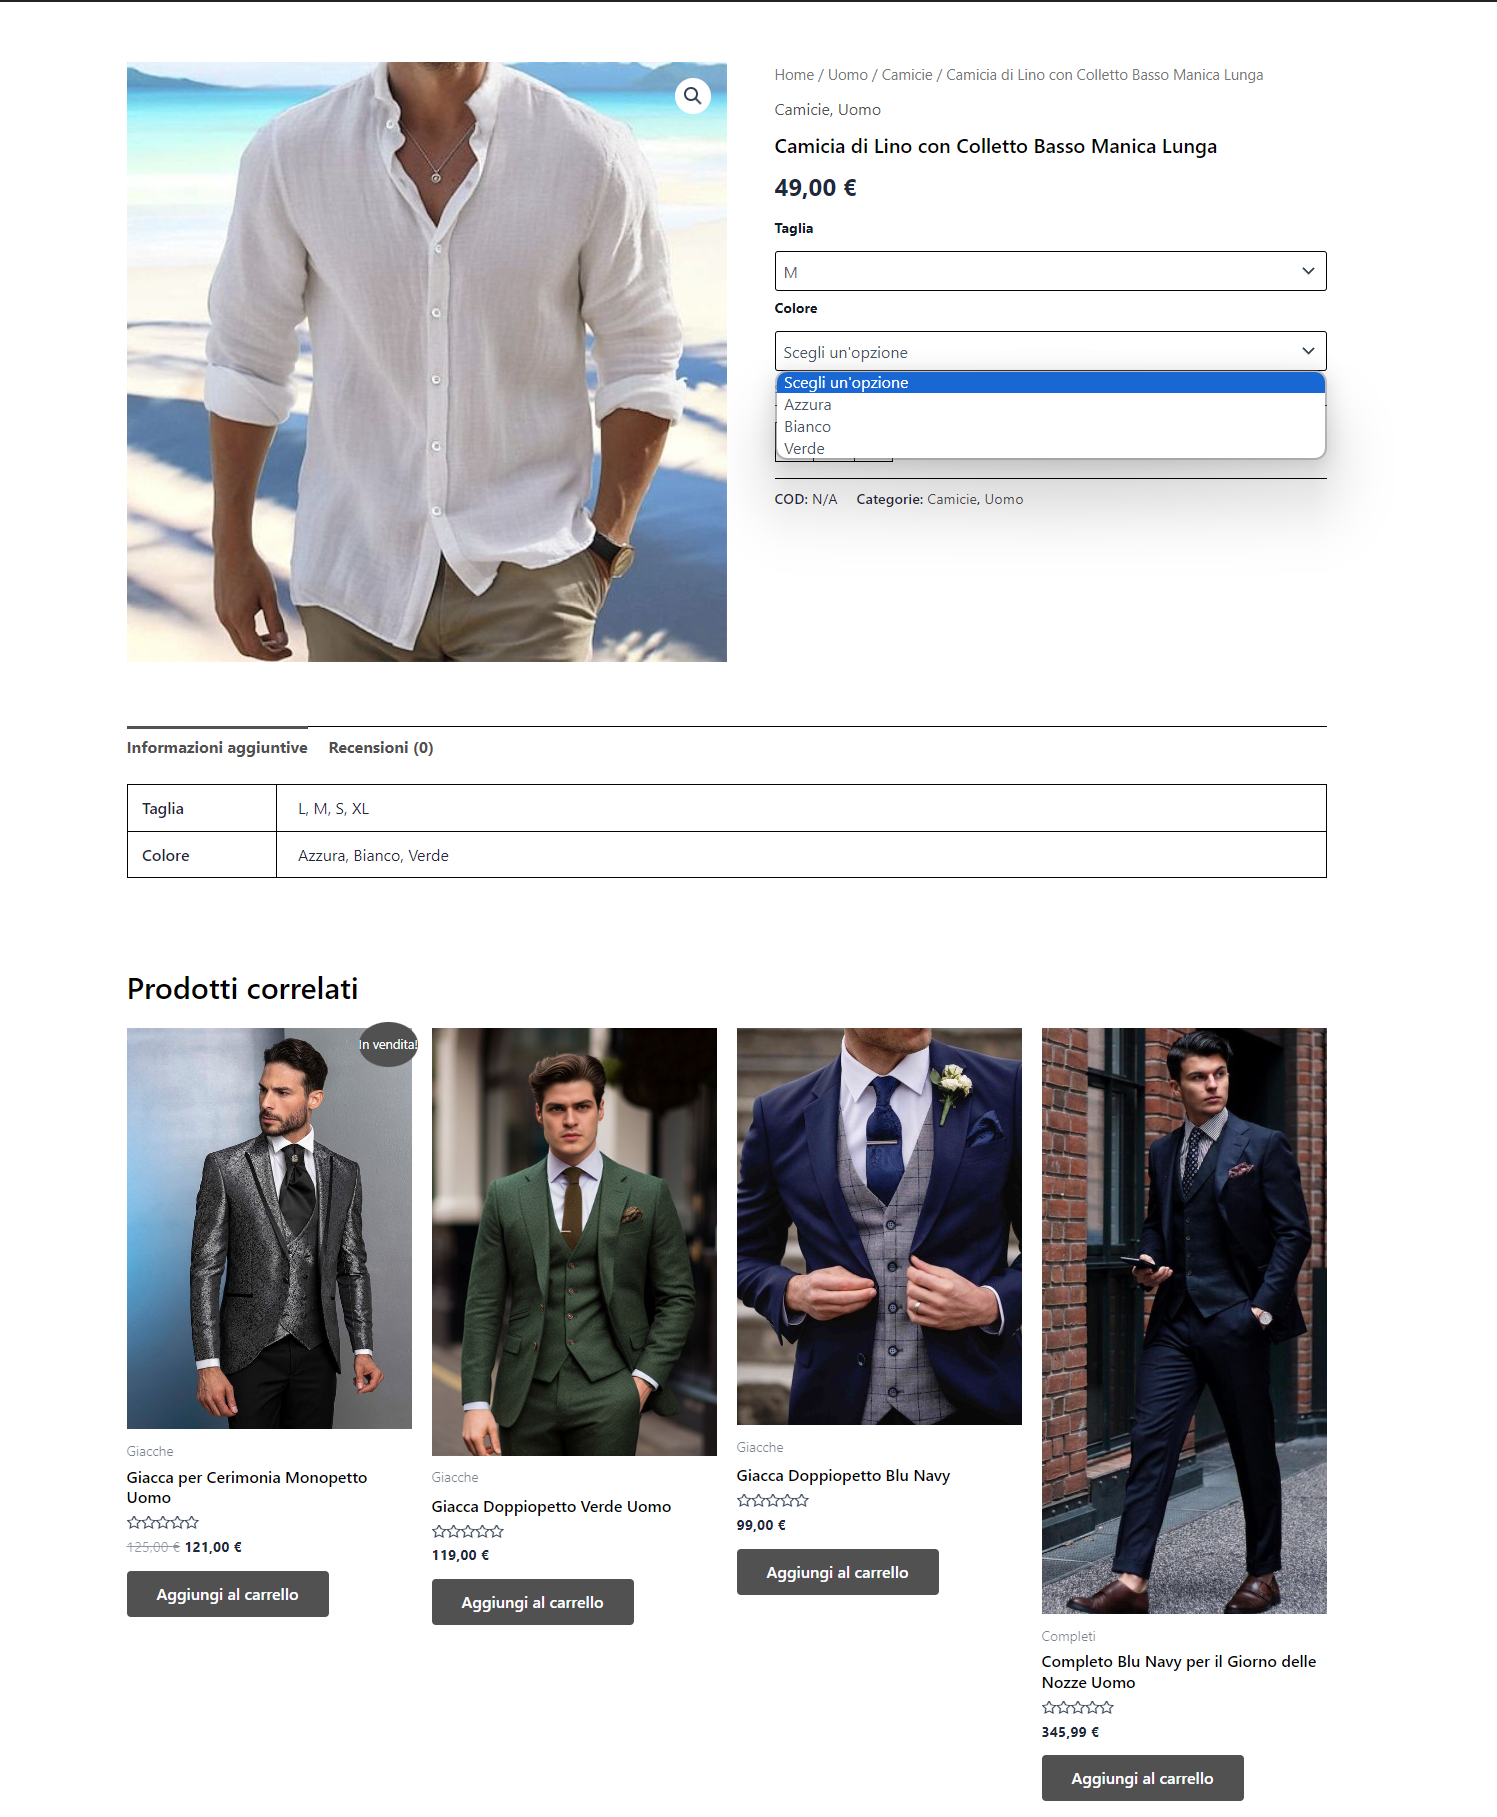 Home / Uomo / Camicie / Camicia di Lino con Colletto Basso Manica Lunga
Camicie, Uomo
Camicia di Lino con Colletto Basso Manica Lunga
49,00 €
Taglia
M
Colore
Scegli un'opzione
Scegli un'opzione
Azzura
Bianco
Verde
COD: N/A Categorie: Camicie, Uomo
Informazioni aggiuntive Recensioni (0)
Taglia L, M, S, XL
Colore Azzura, Bianco, Verde
Prodotti correlati
In vendita!
Giacche
Giacca per Cerimonia Monopetto
Uomo
125,00 € 121,00 €
Aggiungi al carrello
Giacche
Giacca Doppiopetto Verde Uomo
119,00 €
Aggiungi al carrello
Giacche
Giacca Doppiopetto Blu Navy
99,00 €
Aggiungi al carrello
Completi
Completo Blu Navy per il Giorno delle
Nozze Uomo
345,99 €
Aggiungi al carrello